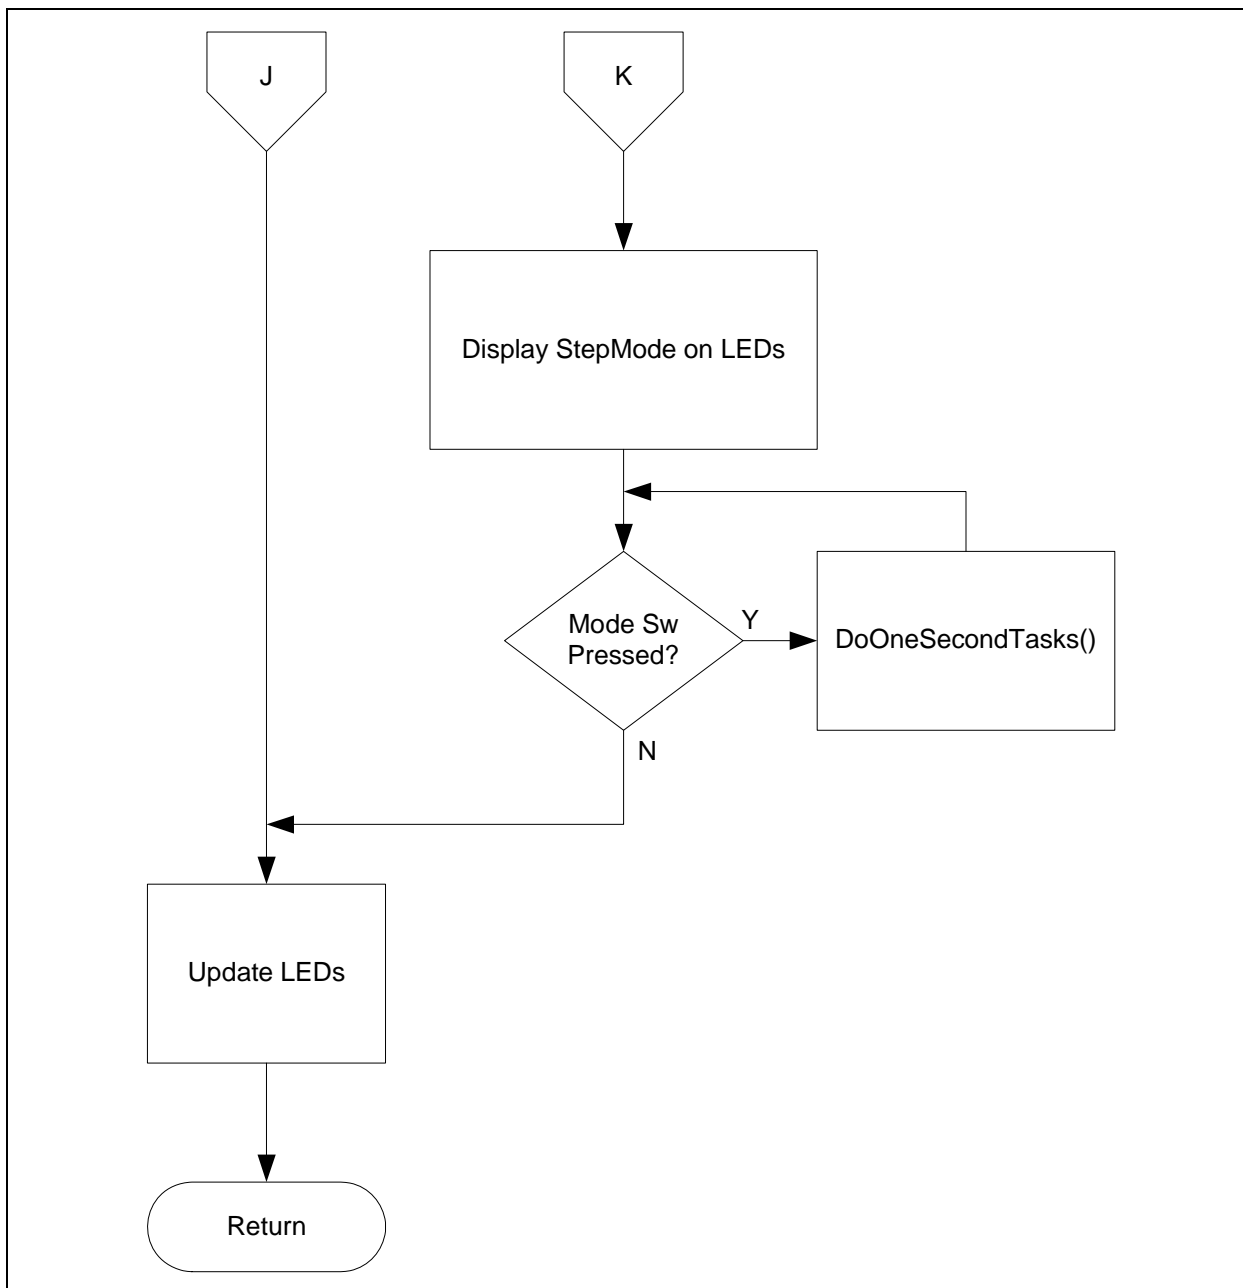 J
K
Display StepMode on LEDs
Mode Sw
Pressed?
Y
DoOneSecondTasks()
N
Update LEDs
Return